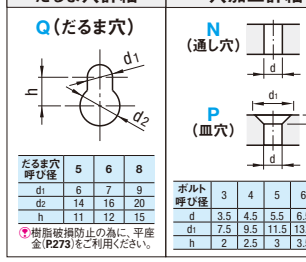 Q(だるま穴)
d1
h
d2
だるま穴呼び径 5 6 8
d1 6 7 9
d2 14 16 20
h 11 12 15
樹脂破損防止の為に、平座
金(P.273)をご利用ください。
N
(通し穴)
d
d1
P
(皿穴)
d
ボルト呼び径 3 4 5 6
d 3.5 4.5 5.5
d1 7.5 9.5 11.5
h 2 2.5 3